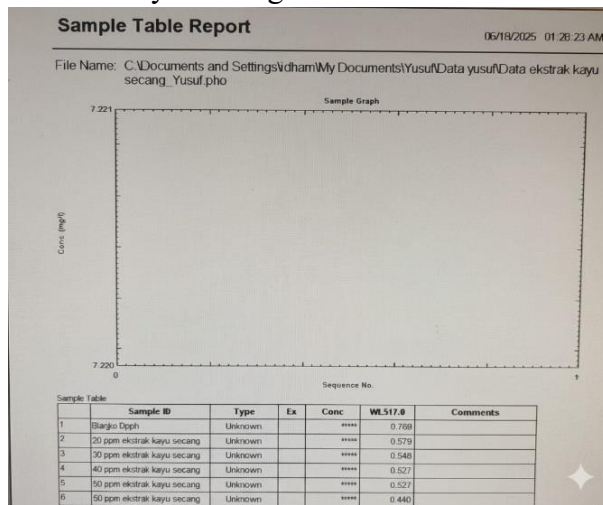 Sample Table Report
06/18/2025 01:28:23 AM
File Name: C:\Documents and Settings\idham\My Documents\Yusuf\Data yusuf\Data ekstrak kayu
secang_Yusuf.pho
Sample Graph
7.221
Conc (mg/l)
7.220
0
1
Sequence No.
Sample Table
Sample ID Type Ex Conc WL517.0 Comments
1 Blanko Dpph Unknown ***** 0.769
2 20 ppm ekstrak kayu secang Unknown ***** 0.579
3 30 ppm ekstrak kayu secang Unknown ***** 0.548
4 40 ppm ekstrak kayu secang Unknown ***** 0.527
5 50 ppm ekstrak kayu secang Unknown ***** 0.527
6 50 ppm ekstrak kayu secang Unknown ***** 0.440